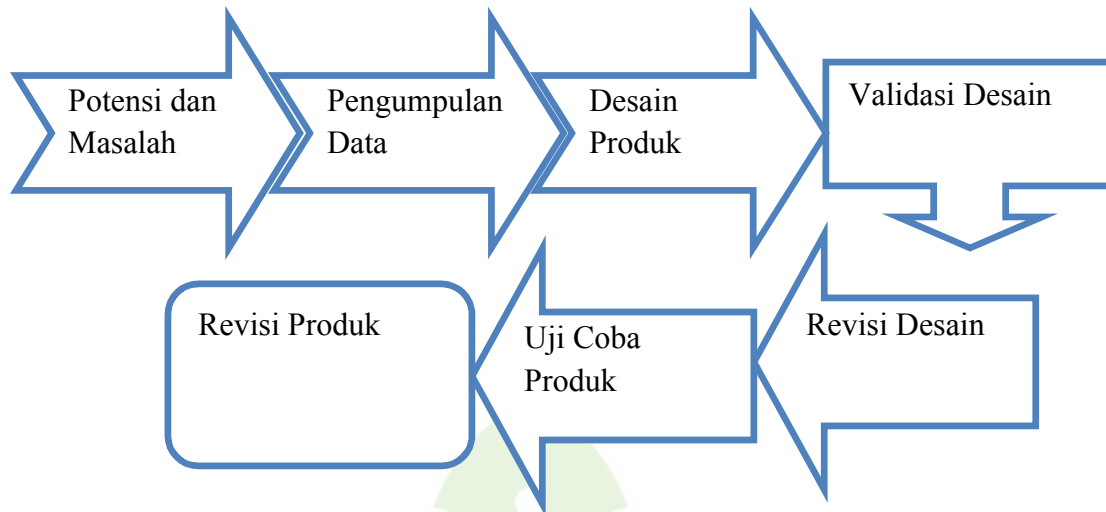 Potensi dan
Masalah
Pengumpulan
Data
Desain
Produk
Validasi Desain
Revisi Desain
Uji Coba
Produk
Revisi Produk